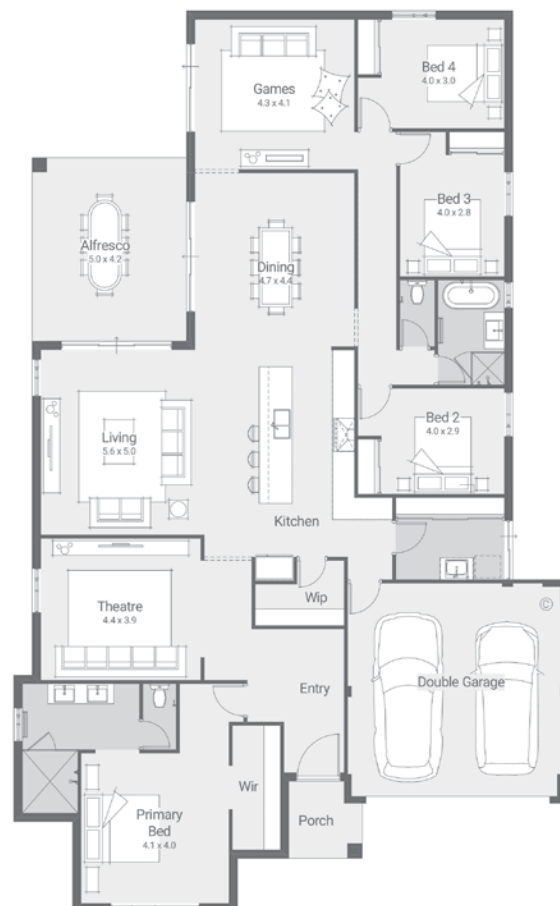 Games
4.3 x 4.1
Bed 4
4.0 x 3.0
Bed 3
4.0 x 2.8
Alfresco
5.0 x 4.2
Dining
4.7 x 4.4
Bed 2
4.0 x 2.9
Living
5.6 x 5.0
Kitchen
Theatre
4.4 x 3.9
Wip
©
Double Garage
Entry
Wir
Primary
Bed
4.1 x 4.0
Porch